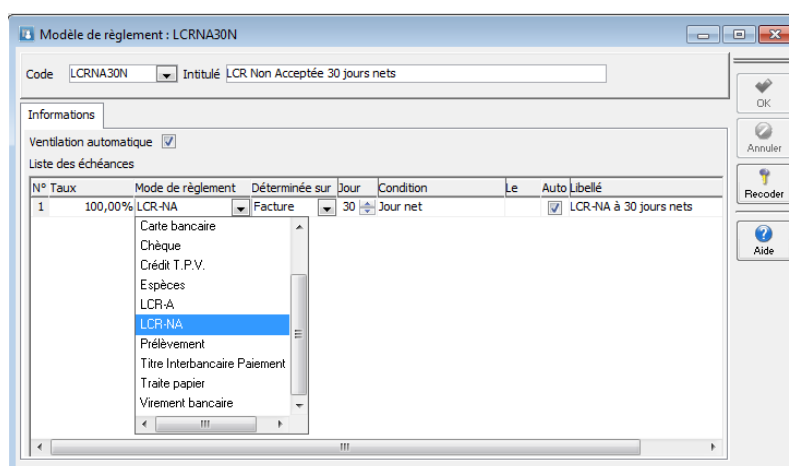 Modèle de règlement : LCRNA30N
Code LCRNA30N Intitulé LCR Non Acceptée 30 jours nets
OK
Informations
Annuler
Ventilation automatique
Liste des échéances
Recoder
N° Taux Mode de règlement Déterminée sur Jour Condition Le Auto Libellé
1 100,00% LCR-NA Facture 30 Jour net LCR-NA à 30 jours nets
Aide
Carte bancaire
Chèque
Crédit T.P.V.
Espèces
LCR-A
LCR-NA
Prélèvement
Titre Interbancaire Paiement
Traite papier
Virement bancaire